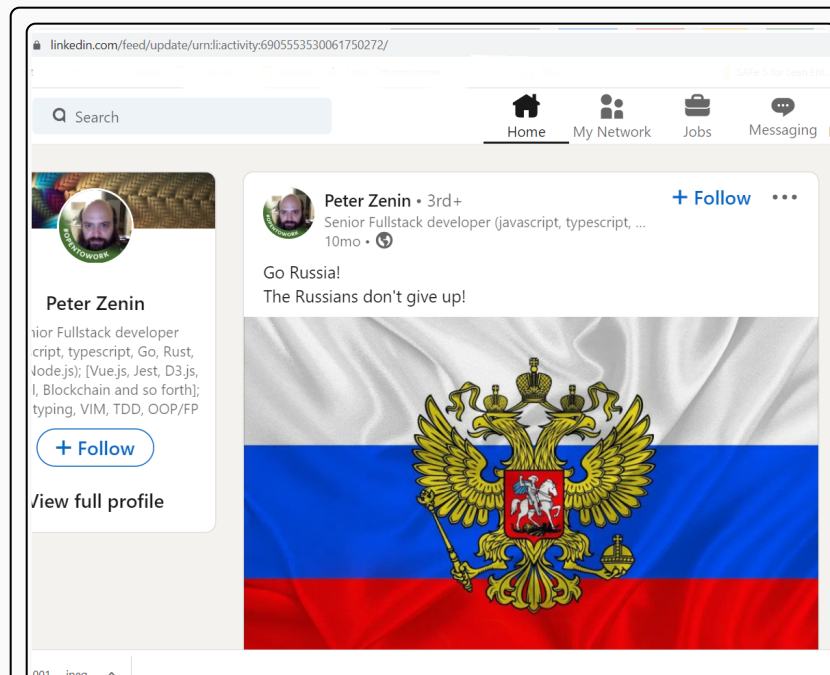 linkedin.com/feed/update/urn:li:activity:6905553530061750272/
Search
Home
My Network
Jobs
Messaging
#OPENTOWORK
Peter Zenin
nior Fullstack developer
cript, typescript, Go, Rust,
Node.js); [Vue.js, Jest, D3.js,
l, Blockchain and so forth];
typing, VIM, TDD, OOP/FP
+ Follow
View full profile
Peter Zenin • 3rd+
+ Follow
Senior Fullstack developer (javascript, typescript, ...
10mo •
Go Russia!
The Russians don't give up!